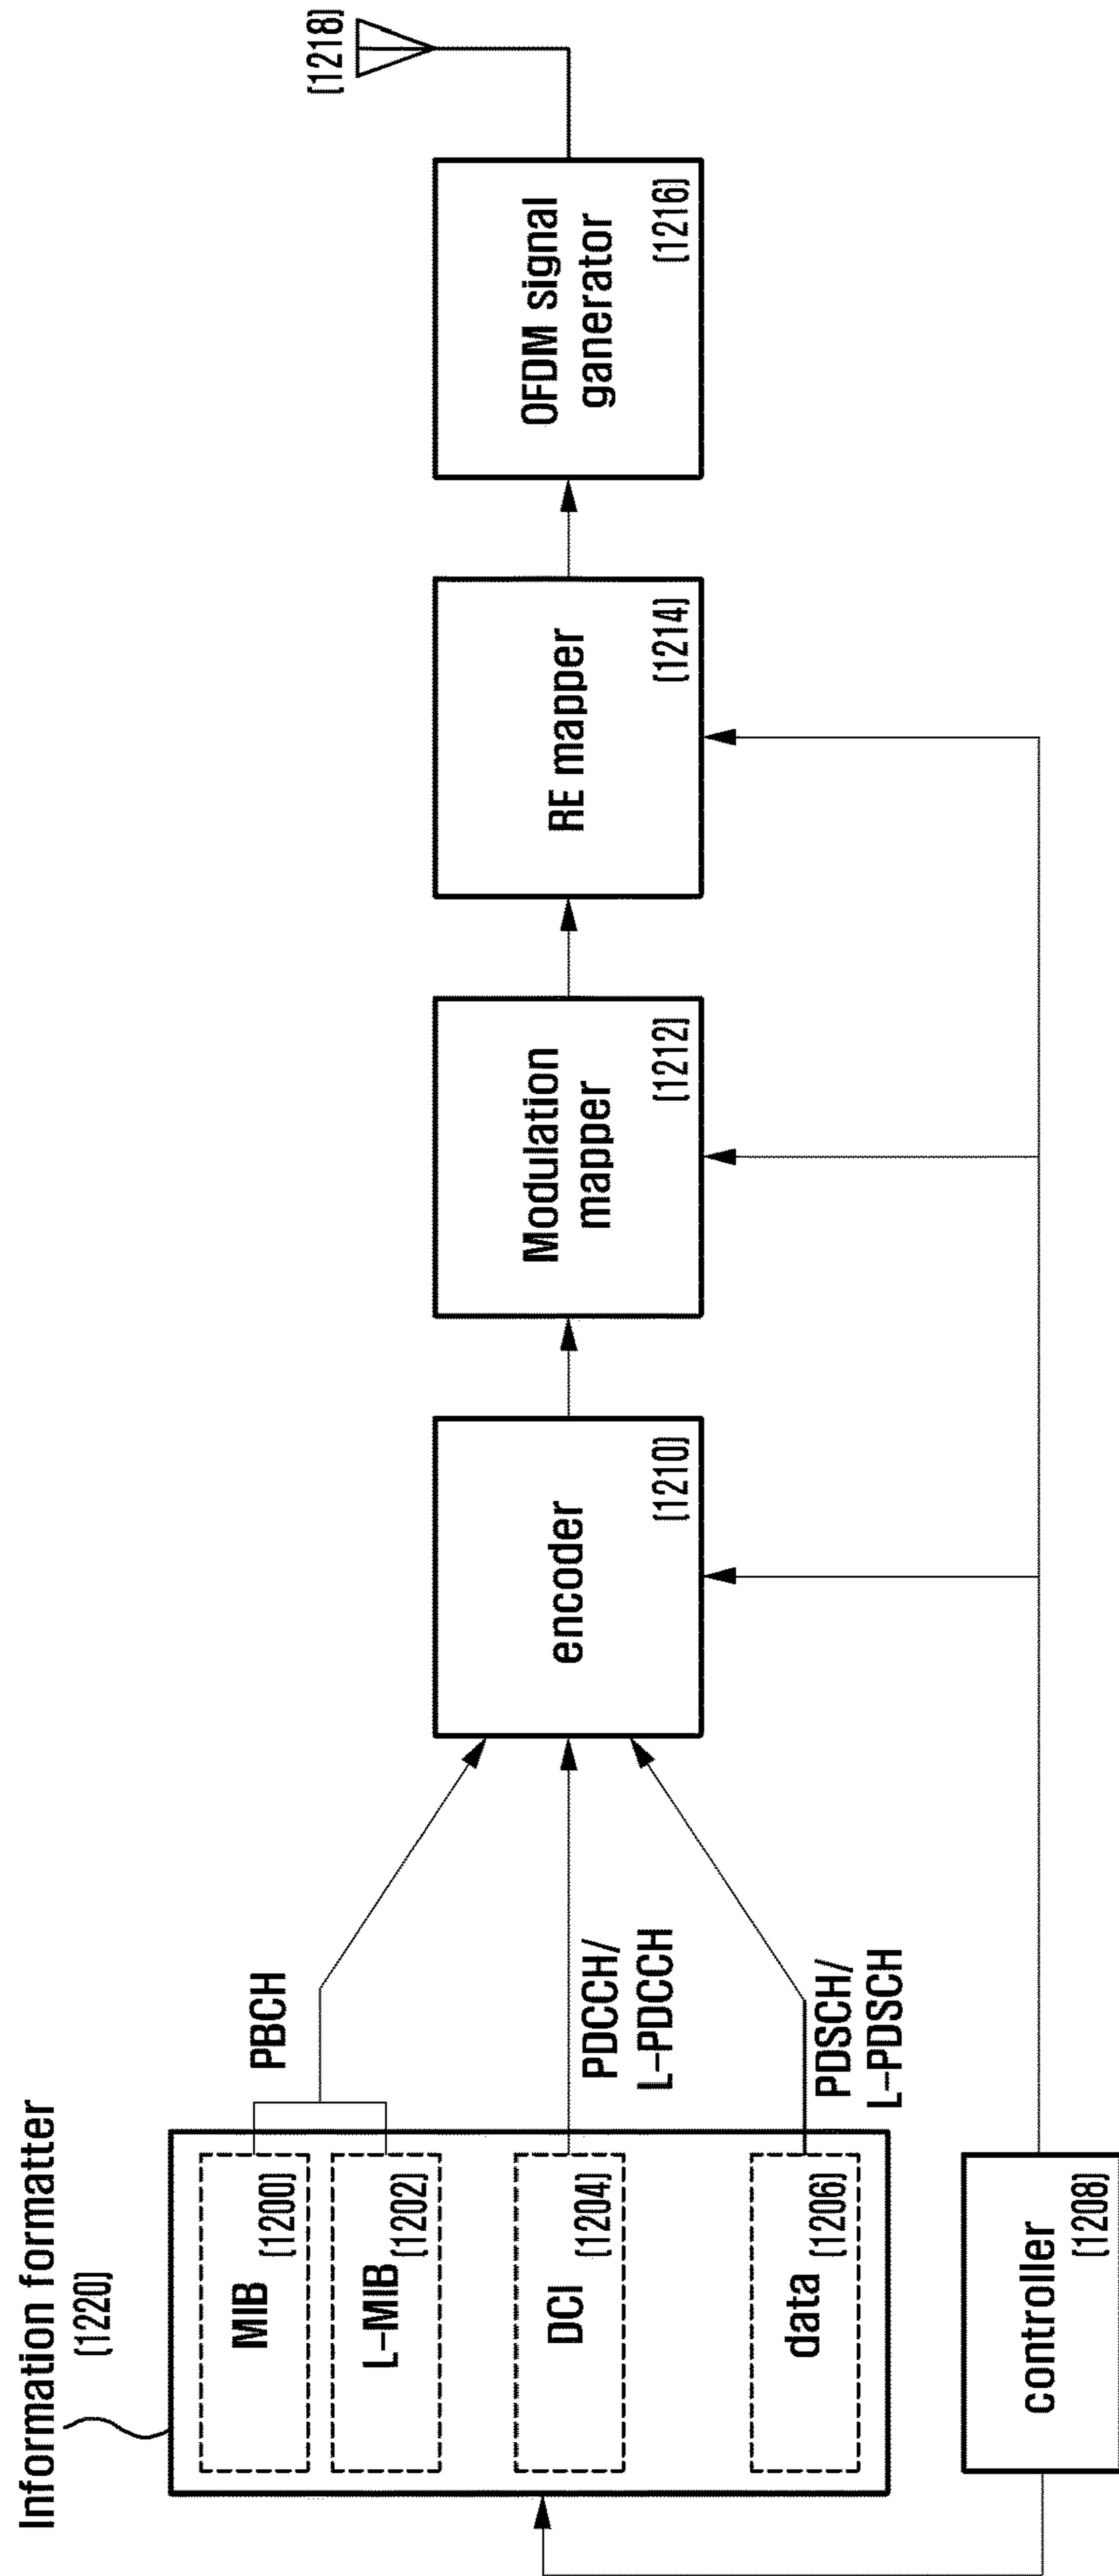 Information formatter
(1220)
MIB
(1200)
L-MIB
(1202)
DCI
(1204)
data
(1206)
PBCH
PDCCH/
L-PDCCH
PDSCH/
L-PDSCH
controller
(1208)
encoder
(1210)
Modulation
mapper
(1212)
RE mapper
(1214)
OFDM signal
ganerator
(1216)
(1218)